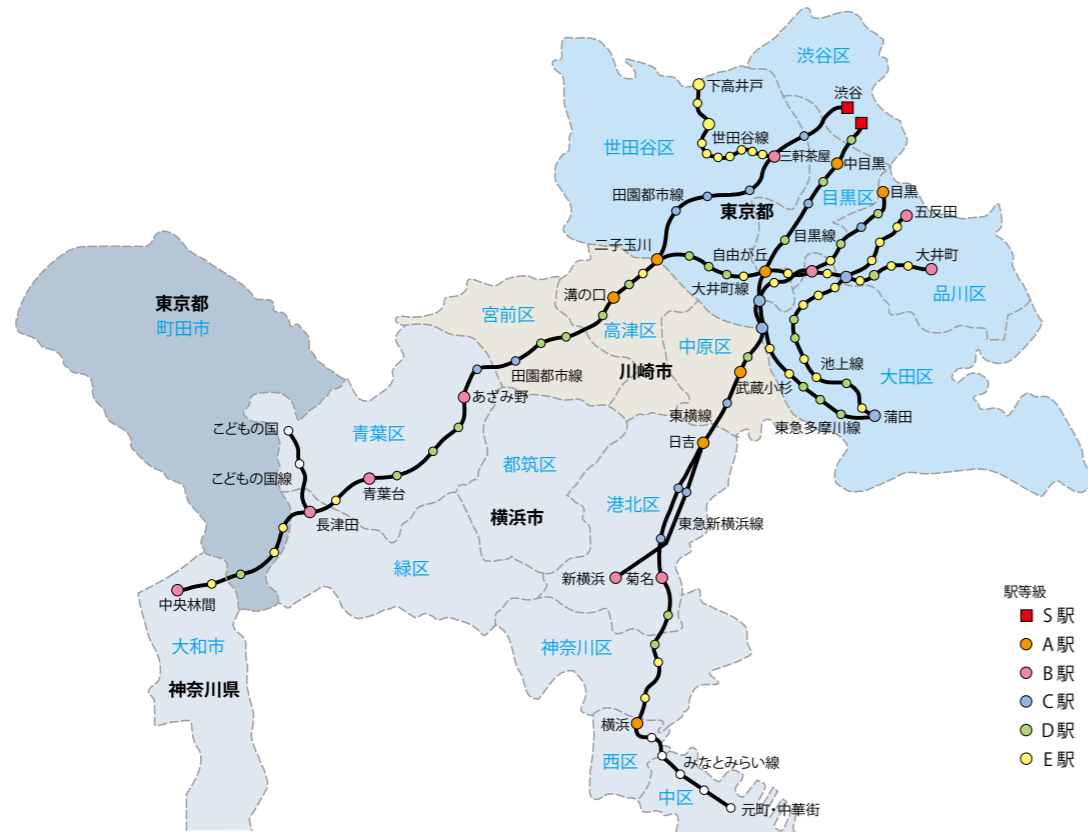 渋谷区
下高井戸
渋谷
世田谷線
世田谷区
三軒茶屋
中目黒
田園都市線
目黒区
目黒
東京都
五反田
目黒線
二子玉川
自由が丘
大井町
大井町線
品川区
東京都
町田市
溝の口
宮前区
高津区
中原区
川崎市
池上線
大田区
田園都市線
武蔵小杉
あざみ野
東横線
東急多摩川線
蒲田
こどもの国
青葉区
日吉
都筑区
こどもの国線
青葉台
港北区
長津田
横浜市
東急新横浜線
緑区
新横浜
菊名
中央林間
大和市
神奈川区
神奈川県
横浜
西区
みなとみらい線
中区
元町・中華街
駅等級
S駅
A駅
B駅
C駅
D駅
E駅